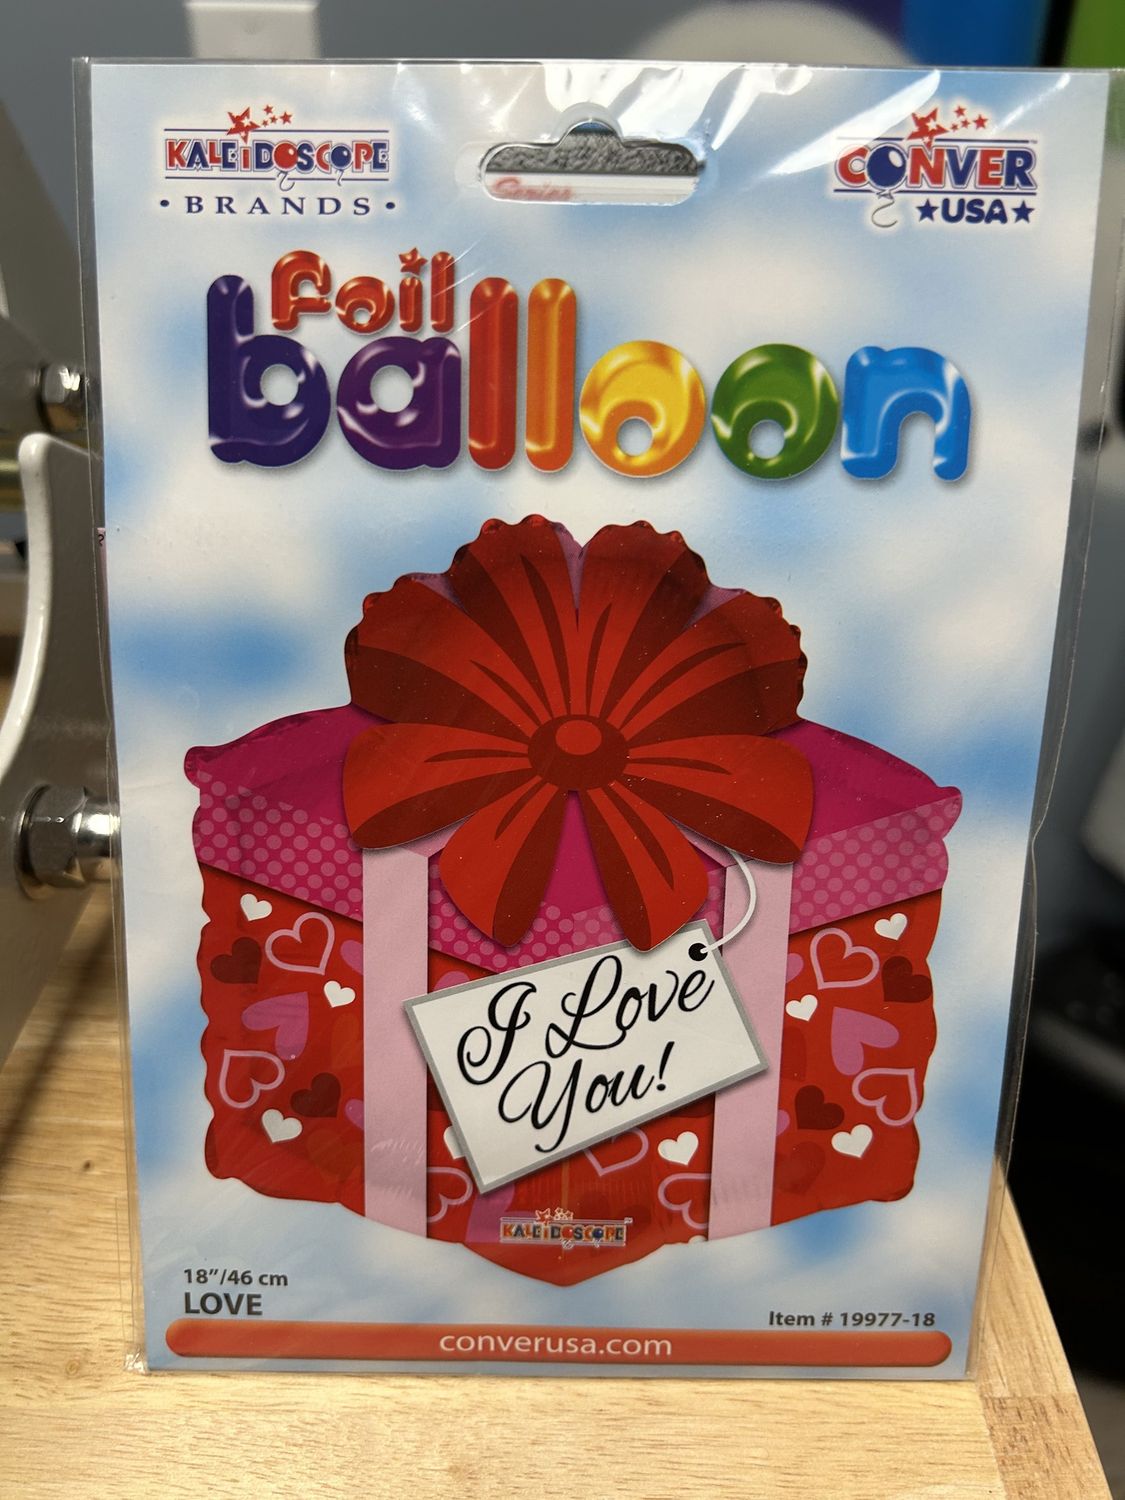 KALEIDOSCOPE
• BRANDS •
CONVER
★USA★
foil
balloon
I Love
You!
KALEIDOSCOPE
18"/46 cm
LOVE
Item # 19977-18
converusa.com